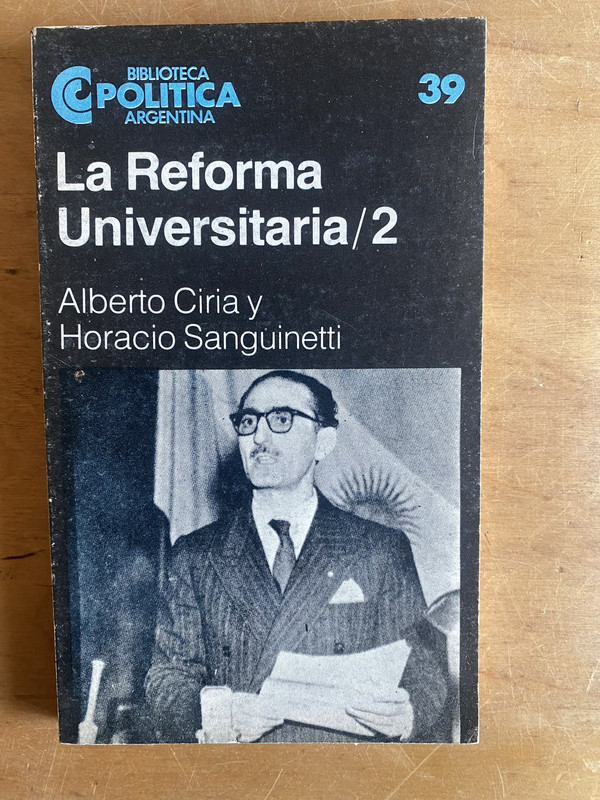 BIBLIOTECA
POLITICA
ARGENTINA
39
La Reforma
Universitaria/2
Alberto Ciria y
Horacio Sanguinetti